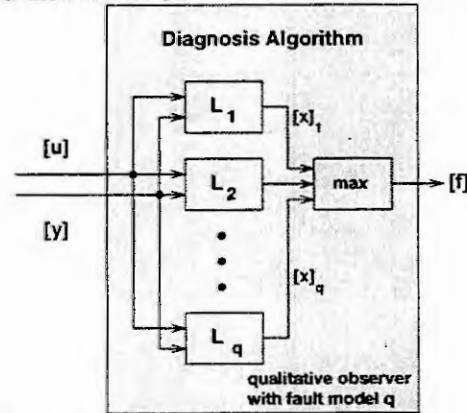 Diagnosis Algorithm
L1
[x]1
[u]
L2
max
[f]
[y]
[x]q
Lq
qualitative observer
with fault model q